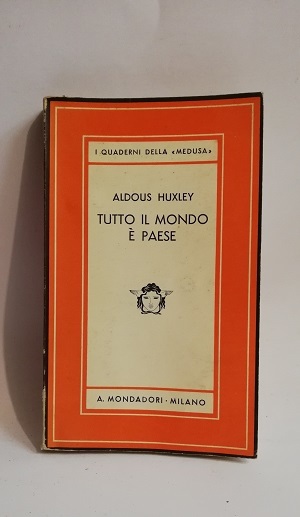 I QUADERNI DELLA «MEDUSA»
ALDOUS HUXLEY
TUTTO IL MONDO
È PAESE
A. MONDADORI · MILANO